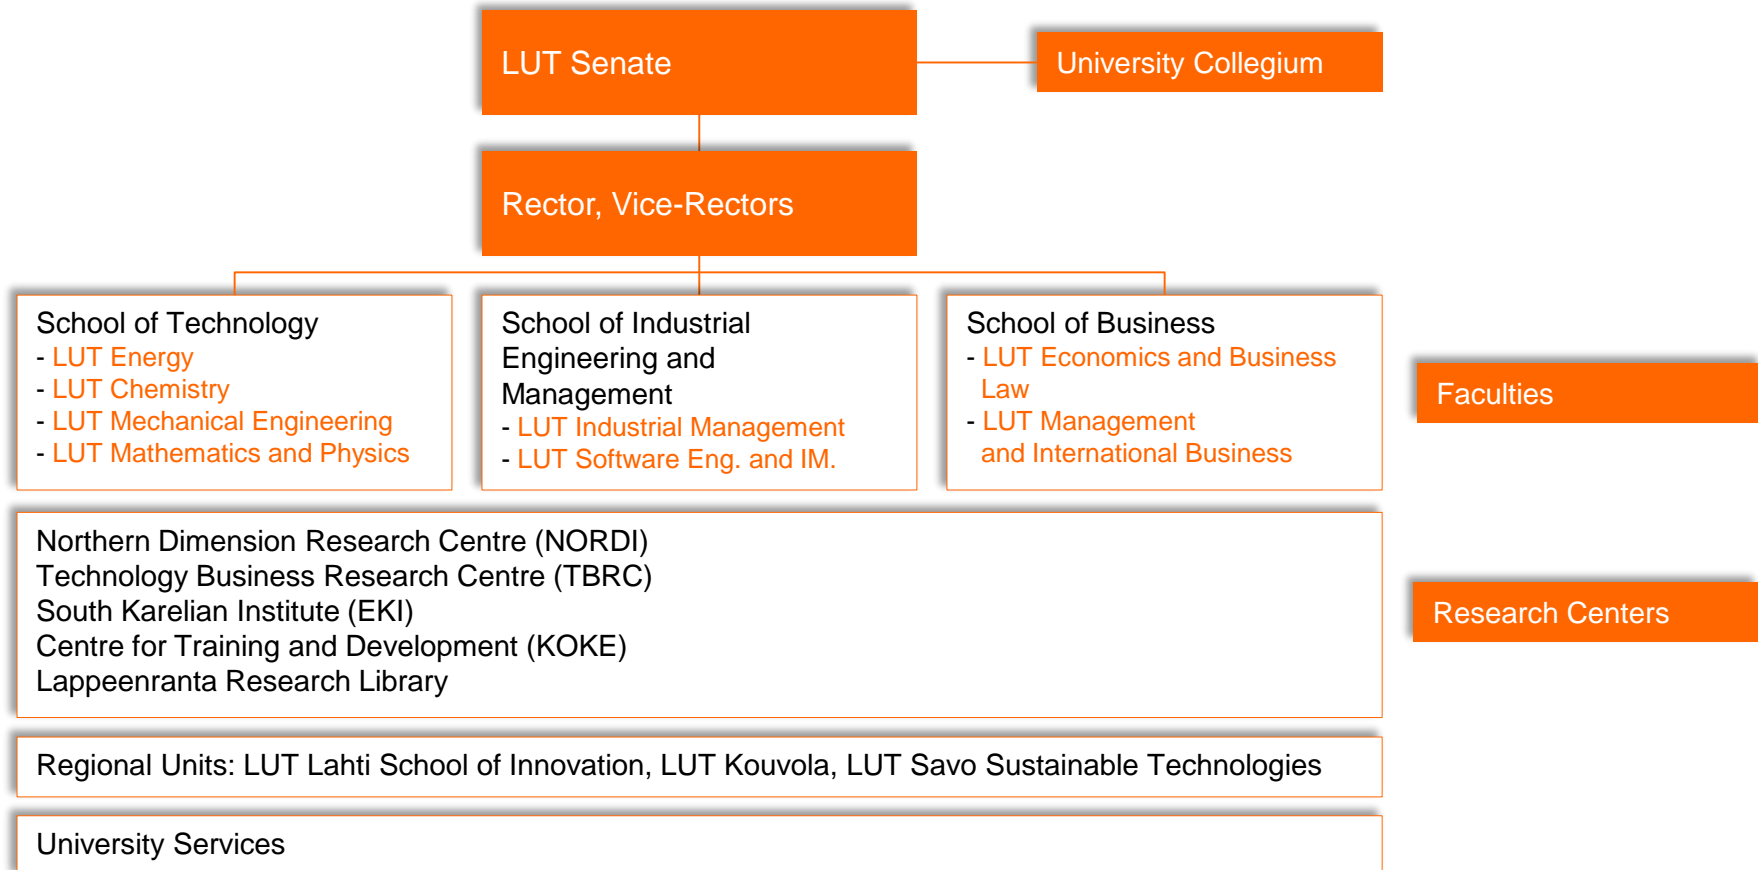 LUT Senate
University Collegium
Rector, Vice-Rectors
School of Technology
- LUT Energy
- LUT Chemistry
- LUT Mechanical Engineering
- LUT Mathematics and Physics
School of Industrial
Engineering and
Management
- LUT Industrial Management
- LUT Software Eng. and IM.
School of Business
- LUT Economics and Business
Law
- LUT Management
and International Business
Faculties
Northern Dimension Research Centre (NORDI)
Technology Business Research Centre (TBRC)
South Karelian Institute (EKI)
Centre for Training and Development (KOKE)
Lappeenranta Research Library
Research Centers
Regional Units: LUT Lahti School of Innovation, LUT Kouvola, LUT Savo Sustainable Technologies
University Services